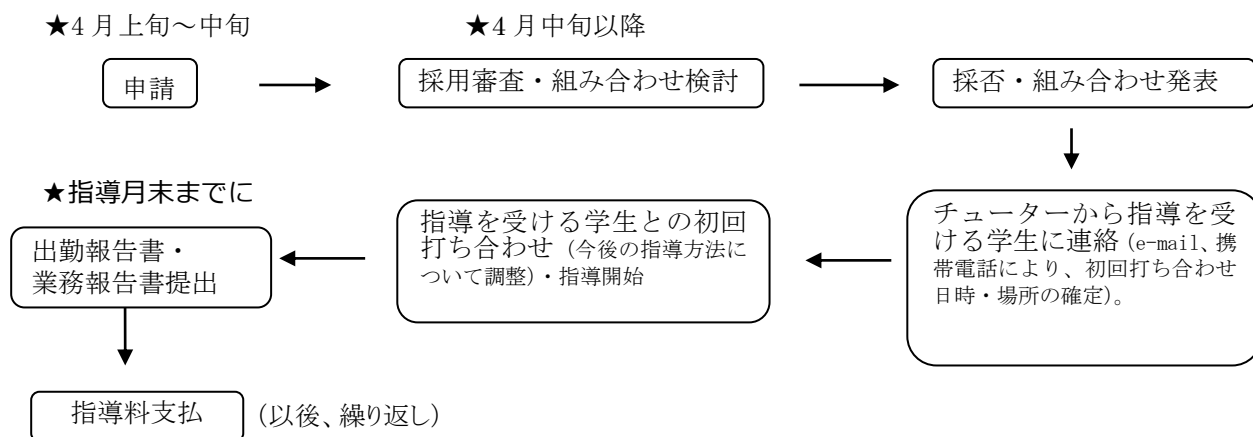 ★4 月上旬～中旬
★4 月中旬以降
申請
採用審査・組み合わせ検討
採否・組み合わせ発表
チューターから指導を受
ける学生に連絡 (e-mail、携
帯電話により、初回打ち合わせ
日時・場所の確定)。
指導を受ける学生との初回
打ち合わせ (今後の指導方法に
ついて調整)・指導開始
★指導月末までに
出勤報告書・
業務報告書提出
指導料支払
(以後、繰り返し)